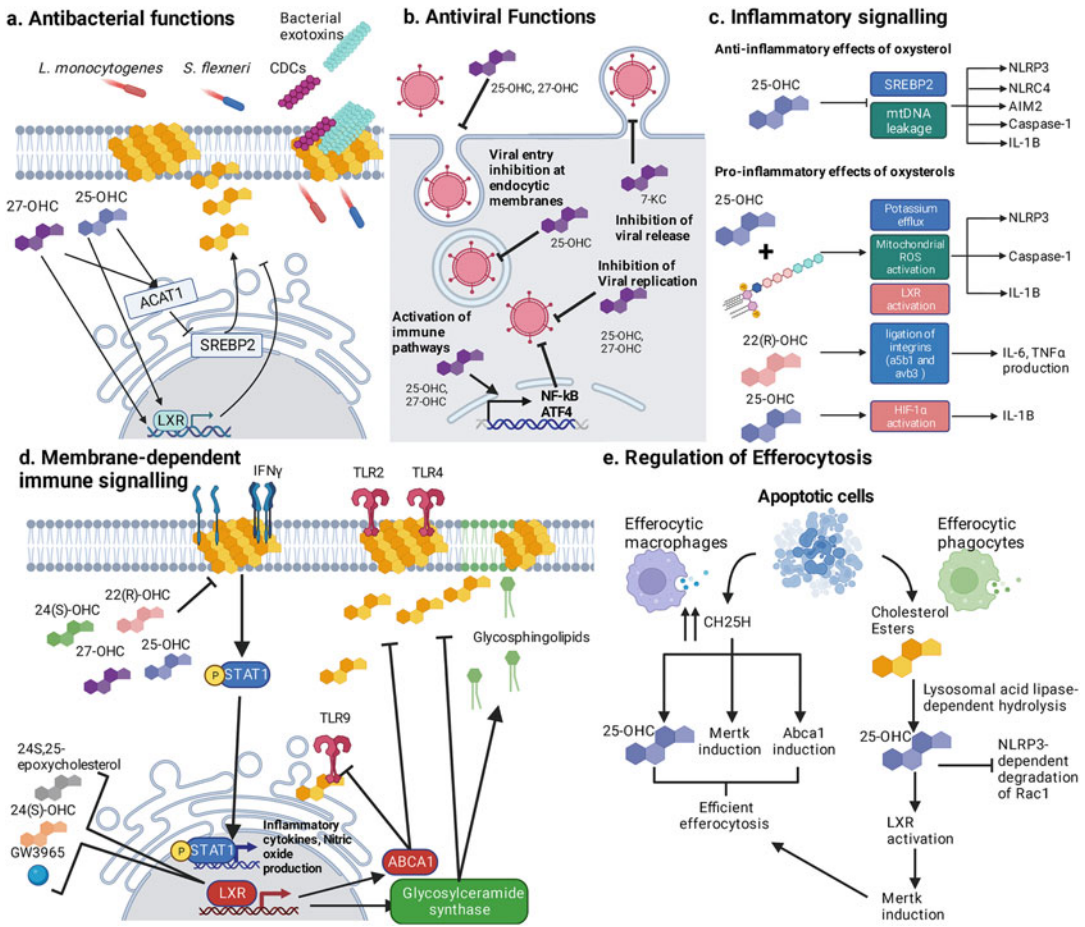 a. Antibacterial functions
L. monocytogenes
S. flexneri
Bacterial
exotoxins
CDCs
27-OHC
25-OHC
ACAT1
SREBP2
LXR
b. Antiviral Functions
25-OHC, 27-OHC
Viral entry
inhibition at
endocytic
membranes
7-KC
Inhibition of
viral release
25-OHC
Inhibition of
Viral replication
25-OHC,
27-OHC
Activation of
immune
pathways
25-OHC,
27-OHC
NF-kB
ATF4
c. Inflammatory signalling
Anti-inflammatory effects of oxysterol
25-OHC
SREBP2
mtDNA
leakage
NLRP3
NLRC4
AIM2
Caspase-1
IL-1B
Pro-inflammatory effects of oxysterols
25-OHC
+
Potassium
efflux
Mitochondrial
ROS
activation
LXR
activation
NLRP3
Caspase-1
IL-1B
22(R)-OHC
ligation of
integrins
(a5b1 and
avb3 )
IL-6, TNFα
production
25-OHC
HIF-1α
activation
IL-1B
d. Membrane-dependent
immune signalling
IFNγ
TLR2
TLR4
24(S)-OHC
22(R)-OHC
27-OHC
25-OHC
P
STAT1
Glycosphingolipids
TLR9
24S,25-
epoxycholesterol
24(S)-OHC
GW3965
P
STAT1
Inflammatory
cytokines, Nitric
oxide
production
LXR
ABCA1
Glycosylceramide
synthase
e. Regulation of Efferocytosis
Apoptotic cells
Efferocytic
macrophages
Efferocytic
phagocytes
CH25H
Cholesterol
Esters
25-OHC
Mertk
induction
Abca1
induction
Efficient
efferocytosis
Lysosomal acid lipase-
dependent hydrolysis
25-OHC
NLRP3-
dependent
degradation
of Rac1
LXR
activation
Mertk
induction